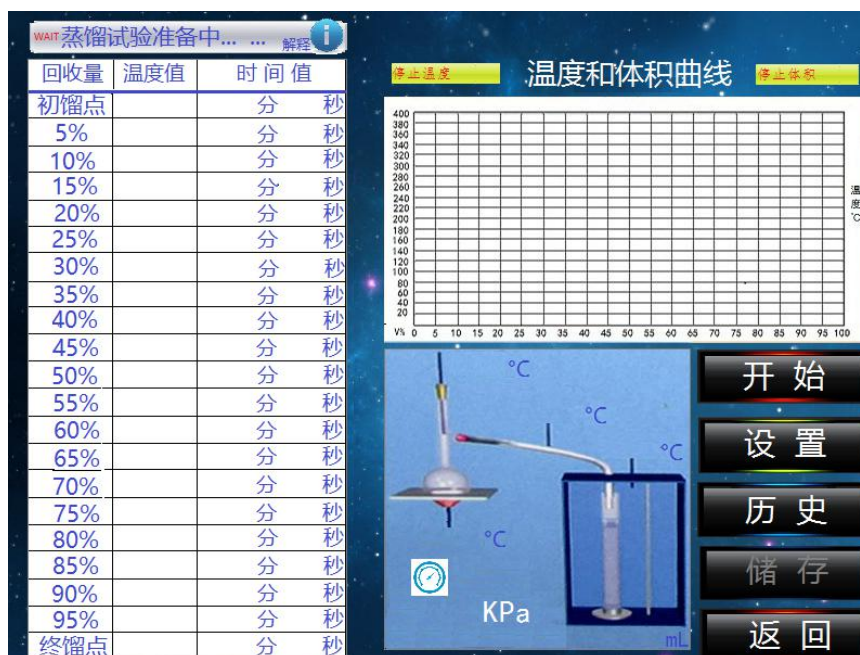 WAIT 蒸馏试验准备中... ... 解释 i
回收量 温度值 时 间 值
初馏点 分 秒
5% 分 秒
10% 分 秒
15% 分 秒
20% 分 秒
25% 分 秒
30% 分 秒
35% 分 秒
40% 分 秒
45% 分 秒
50% 分 秒
55% 分 秒
60% 分 秒
65% 分 秒
70% 分 秒
75% 分 秒
80% 分 秒
85% 分 秒
90% 分 秒
95% 分 秒
终馏点 分 秒
停止温度 温度和体积曲线 停止体积
400
380
360
340
320
300
280
260
240
220
200
180
160
140
120
100
80
60
40
20
V% 0 5 10 15 20 25 30 35 40 45 50 55 60 65 70 75 80 85 90 95 100
温
度
℃
℃
℃
℃
℃
KPa
mL
开 始
设 置
历 史
储 存
返 回